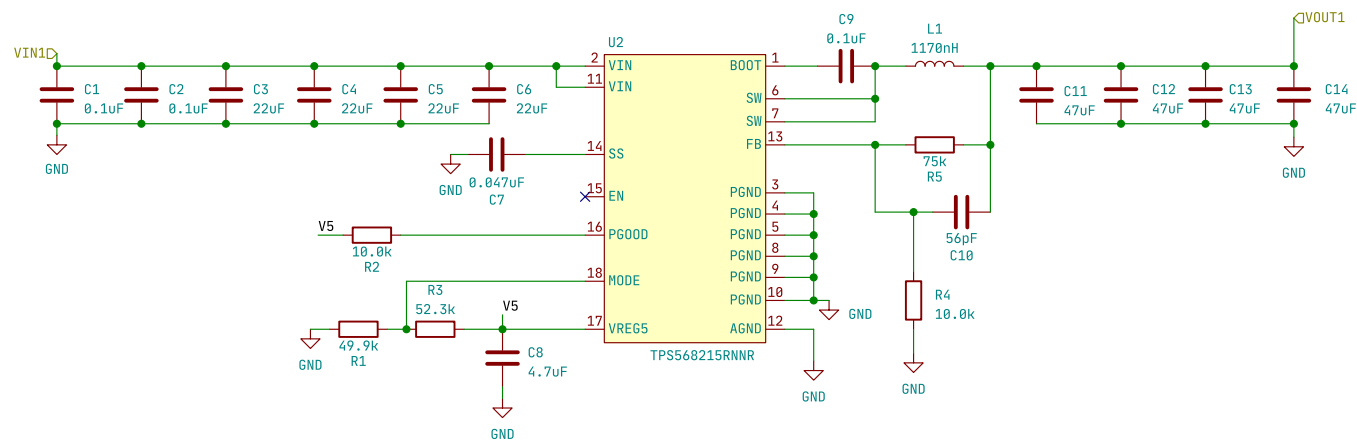 VIN1
C1
0.1uF
C2
0.1uF
C3
22uF
C4
22uF
C5
22uF
C6
22uF
GND
GND
0.047uF
C7
V5
10.0k
R2
R3
52.3k
V5
GND
49.9k
R1
C8
4.7uF
GND
U2
2 VIN
11 VIN
14 SS
15 EN
16 PGOOD
18 MODE
17 VREG5
BOOT 1
SW 6
SW 7
FB 13
PGND 3
PGND 4
PGND 5
PGND 8
PGND 9
PGND 10
AGND 12
TPS568215RNNR
GND
GND
C9
0.1uF
L1
1170nH
75k
R5
56pF
C10
R4
10.0k
GND
VOUT1
C11
47uF
C12
47uF
C13
47uF
C14
47uF
GND